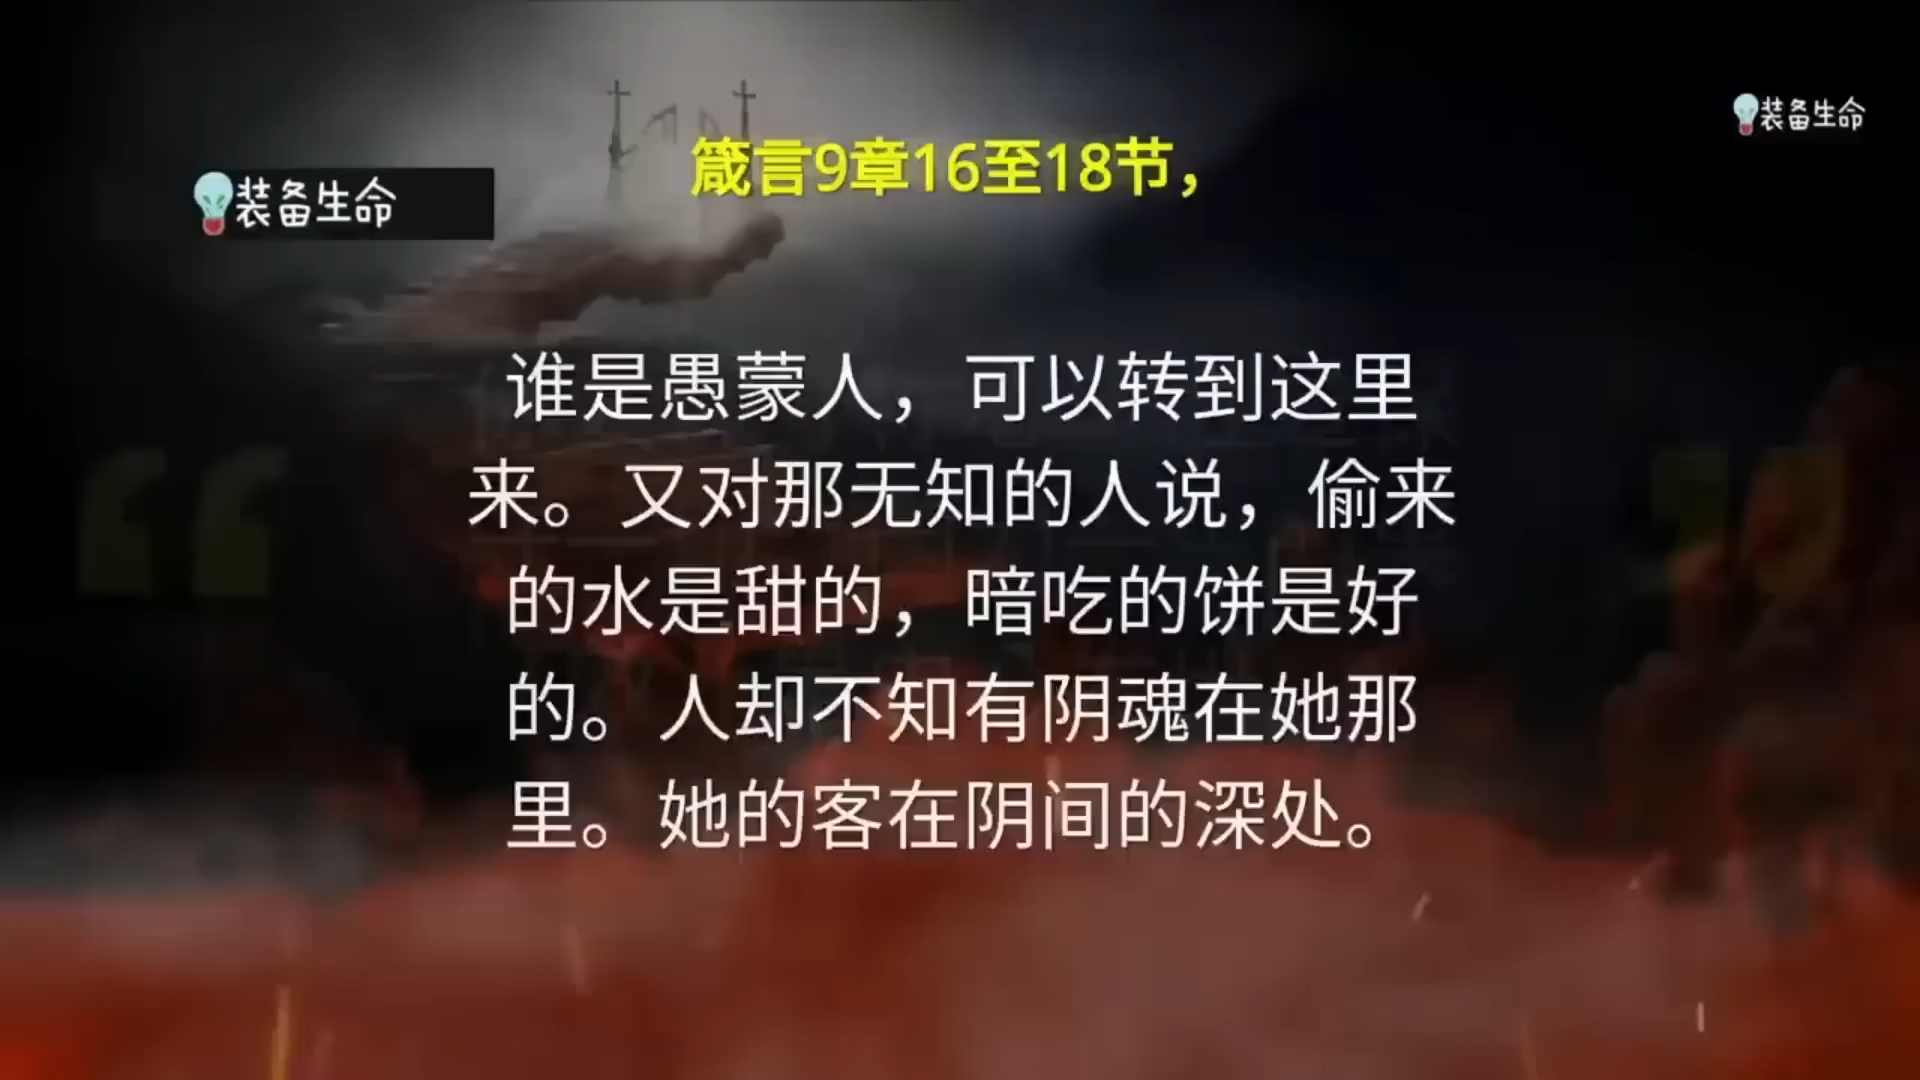 装备生命
箴言9章16至18节，
装备生命
谁是愚蒙人，可以转到这里
来。又对那无知的人说，偷来
的水是甜的，暗吃的饼是好
的。人却不知有阴魂在她那
里。她的客在阴间的深处。